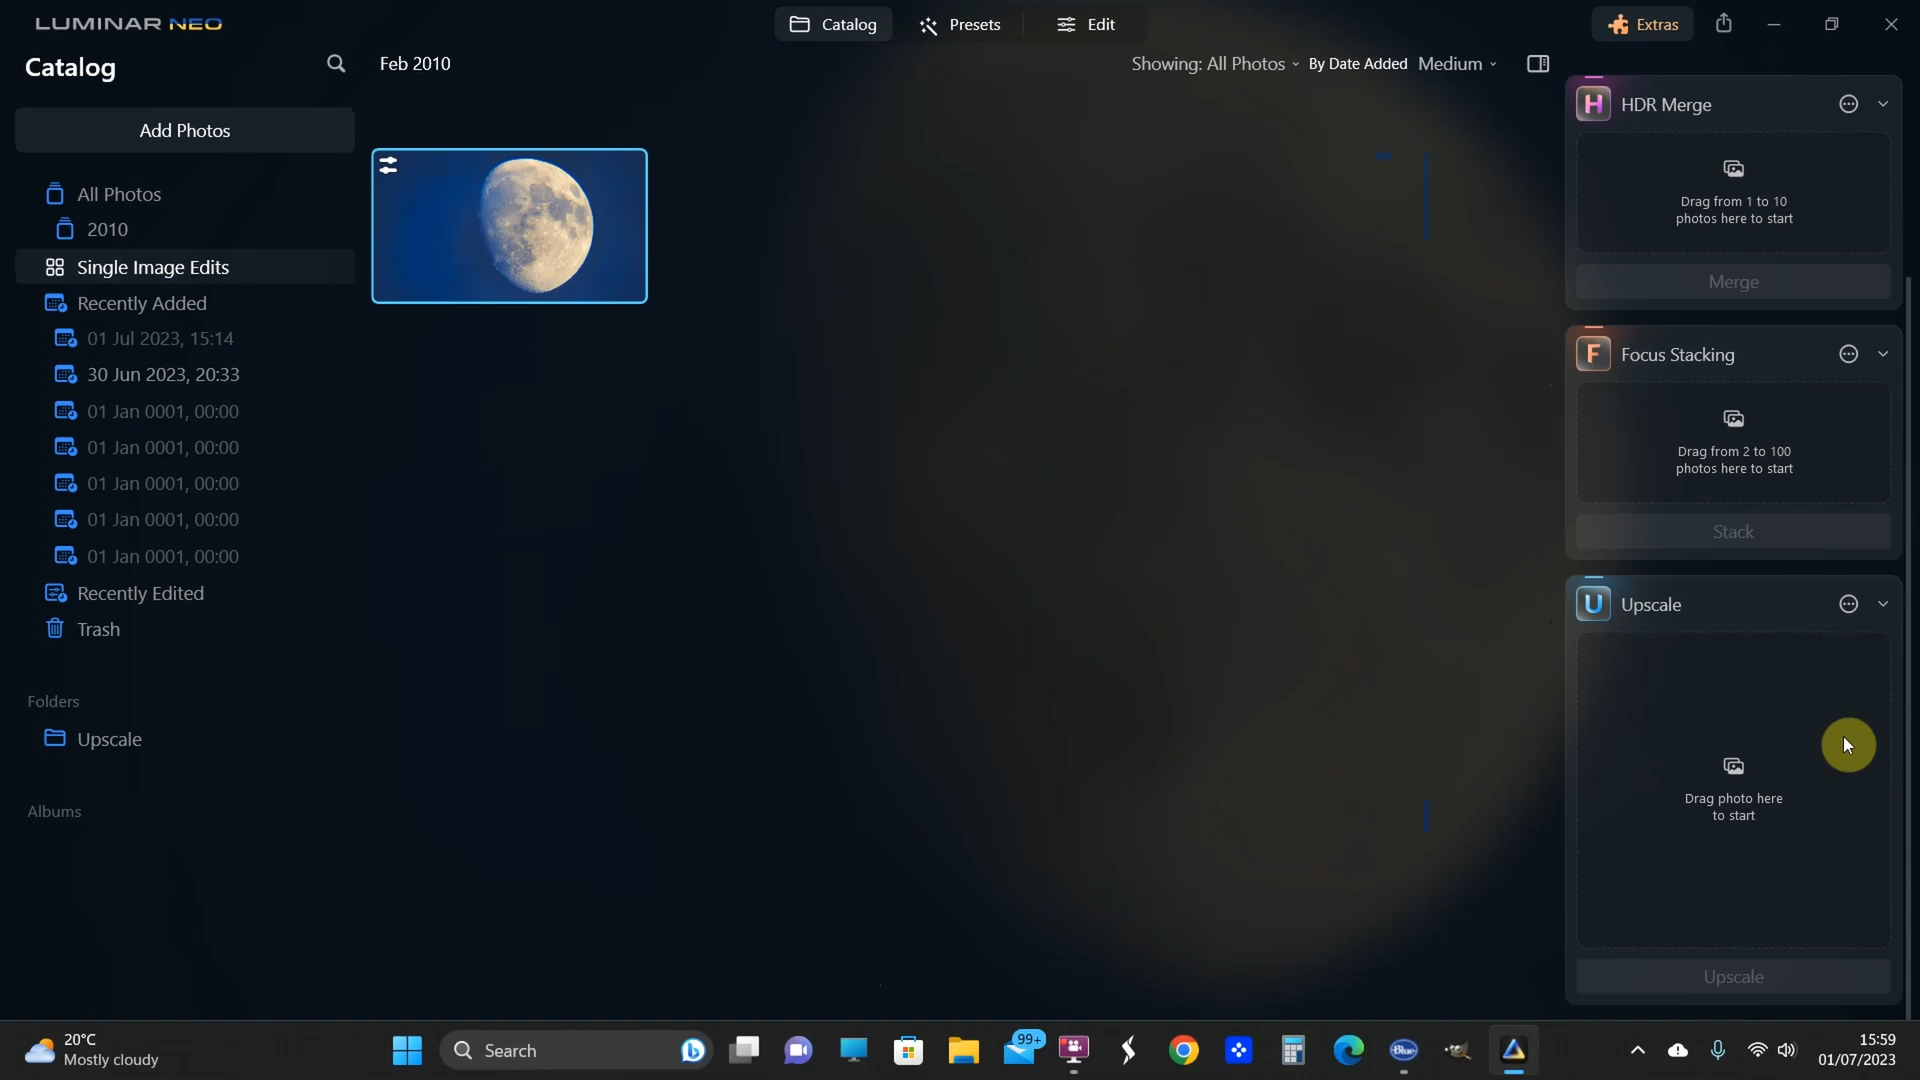 LUMINAR NEO
Catalog
Presets
Edit
Extras
Catalog
Feb 2010
Showing: All Photos
By Date Added
Medium
Add Photos
All Photos
2010
Single Image Edits
Recently Added
01 Jul 2023, 15:14
30 Jun 2023, 20:33
01 Jan 0001, 00:00
01 Jan 0001, 00:00
01 Jan 0001, 00:00
01 Jan 0001, 00:00
01 Jan 0001, 00:00
Recently Edited
Trash
Folders
Upscale
Albums
H HDR Merge
Drag from 1 to 10
photos here to start
Merge
F Focus Stacking
Drag from 2 to 100
photos here to start
Stack
U Upscale
Drag photo here
to start
Upscale
20°C
Mostly cloudy
Search
99+
Blue
15:59
01/07/2023